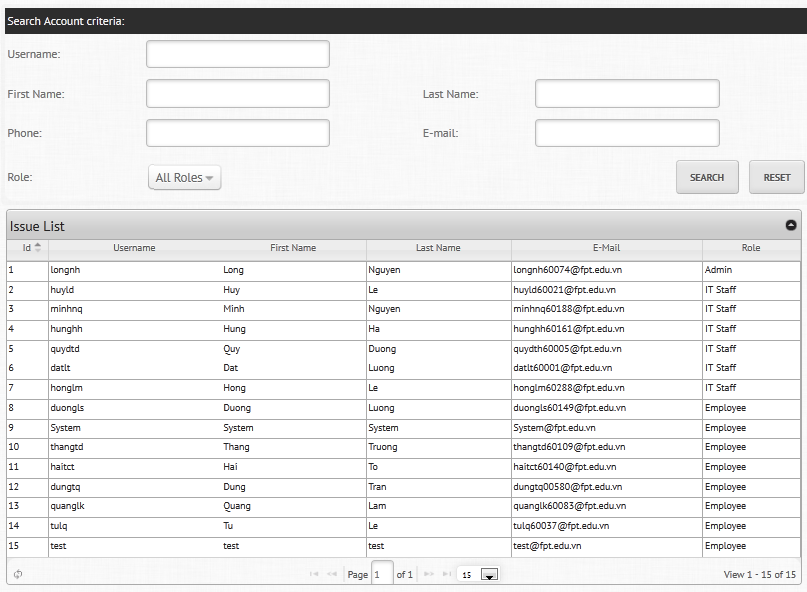 Search Account criteria:
Username:
First Name: Last Name:
Phone: E-mail:
Role: All Roles SEARCH RESET
Issue List
Id Username First Name Last Name E-Mail Role
1 longnh Long Nguyen longnh60074@fpt.edu.vn Admin
2 huyld Huy Le huyld60021@fpt.edu.vn IT Staff
3 minhnq Minh Nguyen minhnq60188@fpt.edu.vn IT Staff
4 hunghh Hung Ha hunghh60161@fpt.edu.vn IT Staff
5 quydtd Quy Duong quydth60005@fpt.edu.vn IT Staff
6 datlt Dat Luong datlt60001@fpt.edu.vn IT Staff
7 honglm Hong Le honglm60288@fpt.edu.vn IT Staff
8 duongls Duong Luong duongls60149@fpt.edu.vn Employee
9 System System System System@fpt.edu.vn Employee
10 thangtd Thang Truong thangtd60109@fpt.edu.vn Employee
11 haitct Hai To haitct60140@fpt.edu.vn Employee
12 dungtq Dung Tran dungtq00580@fpt.edu.vn Employee
13 quanglk Quang Lam quanglk60083@fpt.edu.vn Employee
14 tulq Tu Le tulq60037@fpt.edu.vn Employee
15 test test test test@fpt.edu.vn Employee
Page 1 of 1 15 View 1 - 15 of 15